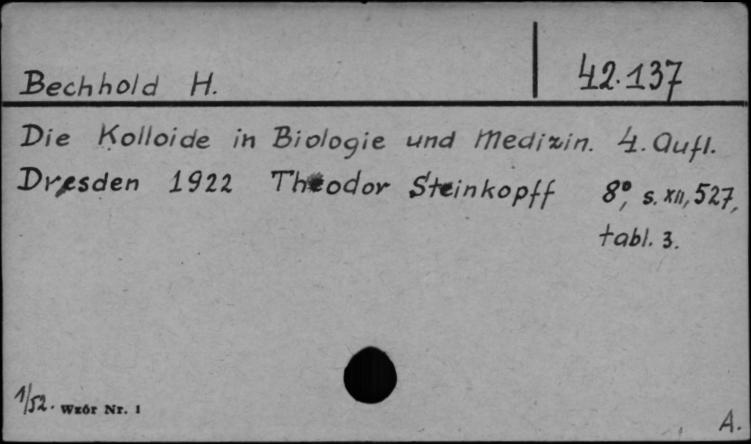 Bechhold H.
42.137
Die Kolloide in Biologie und Medizin. 4. Aufl.
Dresden 1922 Theodor Steinkopff 8°, s. XII, 527,
tabl. 3.
1/52. Wzór Nr. 1
A.